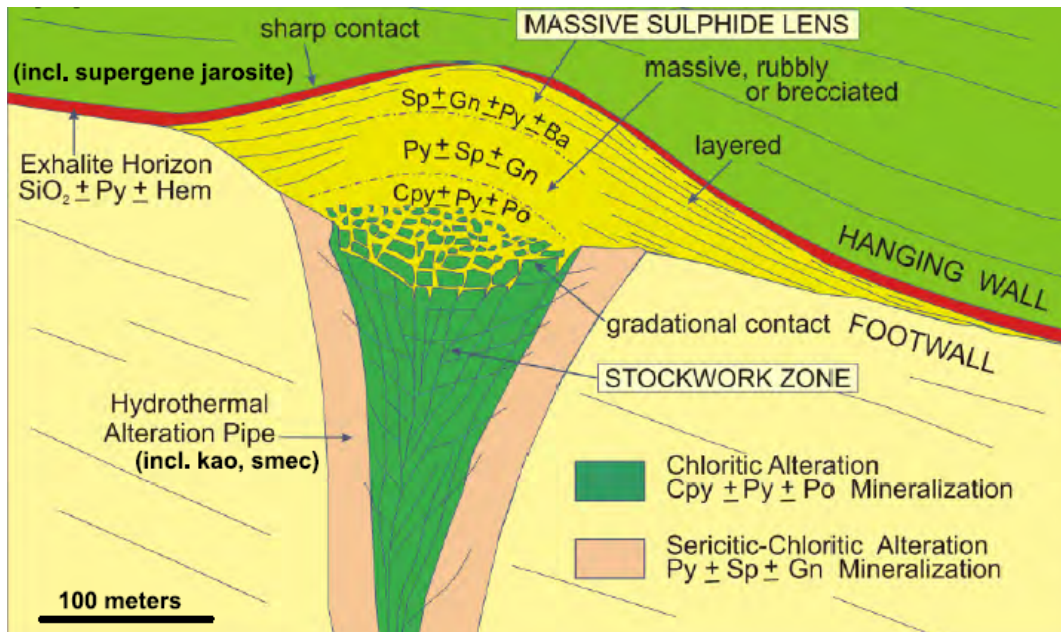 sharp contact
MASSIVE SULPHIDE LENS
(incl. supergene jarosite)
massive, rubbly
or brecciated
Sp ± Gn ± Py ± Ba
Exhalite Horizon
SiO₂ ± Py ± Hem
Py ± Sp ± Gn
layered
Cpy ± Py ± Po
HANGING WALL
gradational contact
FOOTWALL
STOCKWORK ZONE
Hydrothermal
Alteration Pipe
(incl. kao, smec)
Chloritic Alteration
Cpy ± Py ± Po Mineralization
Sericitic-Chloritic Alteration
Py ± Sp ± Gn Mineralization
100 meters